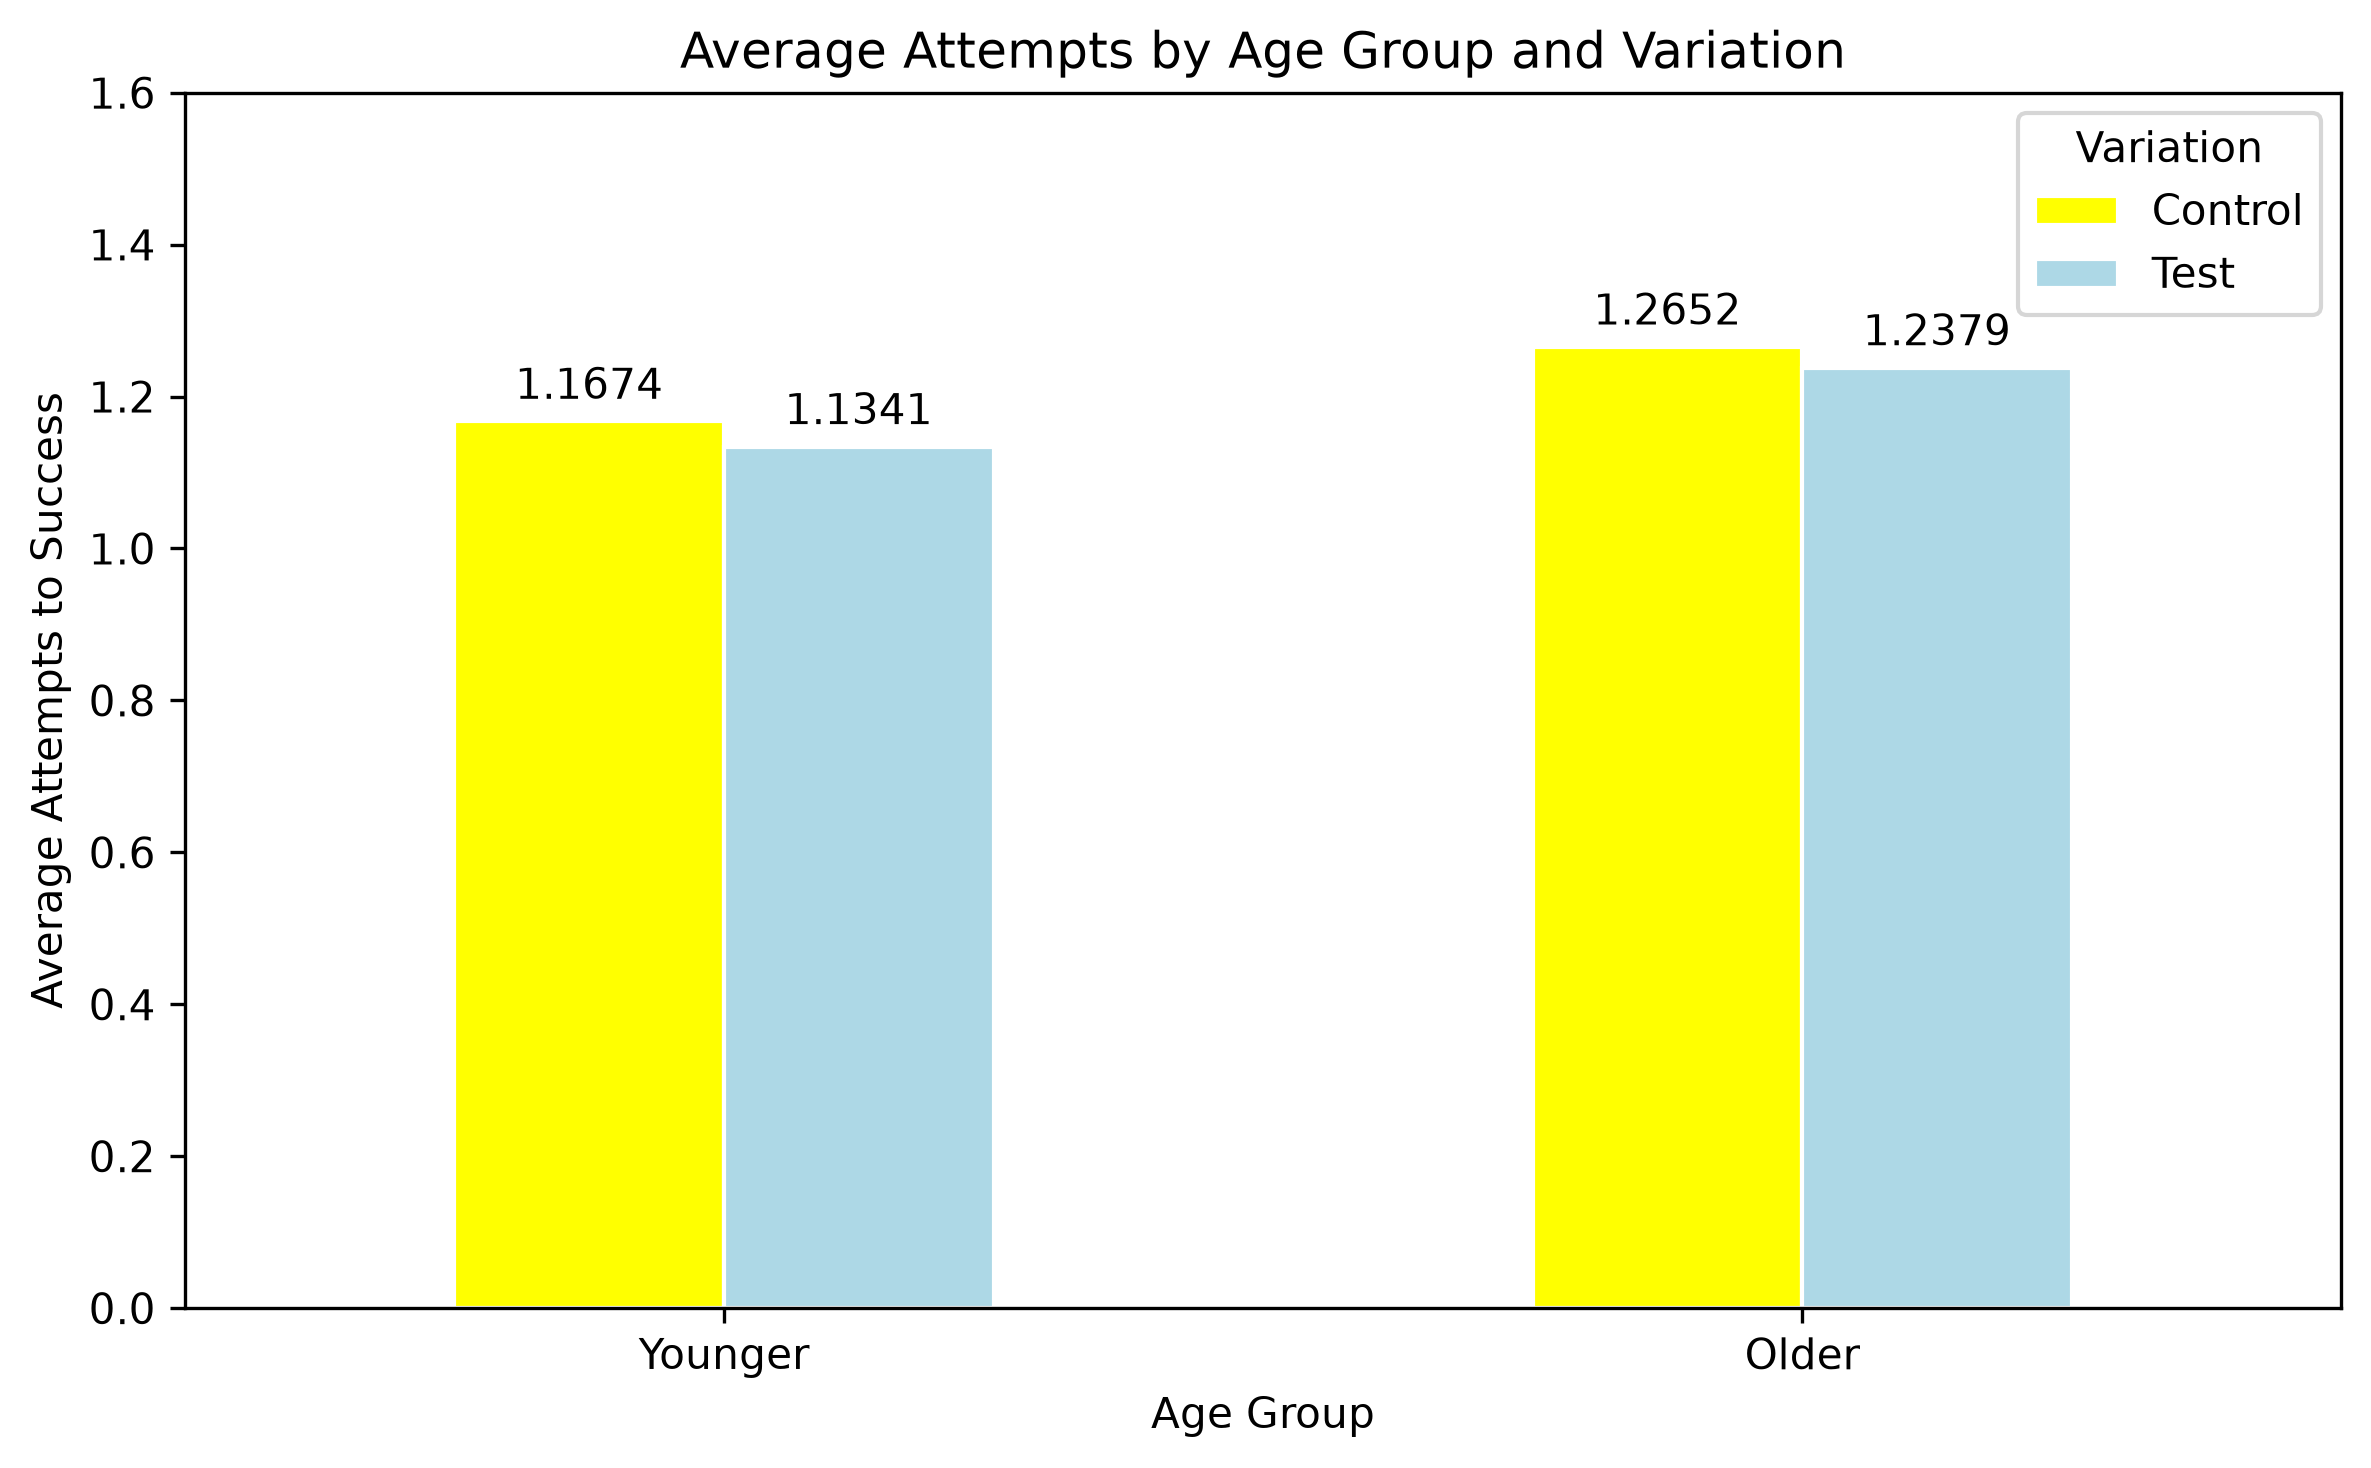 Average Attempts by Age Group and Variation
1.6
1.4
1.2
1.0
0.8
0.6
0.4
0.2
0.0
Average Attempts to Success
Variation
Control
Test
1.1674
1.1341
1.2652
1.2379
Younger
Older
Age Group